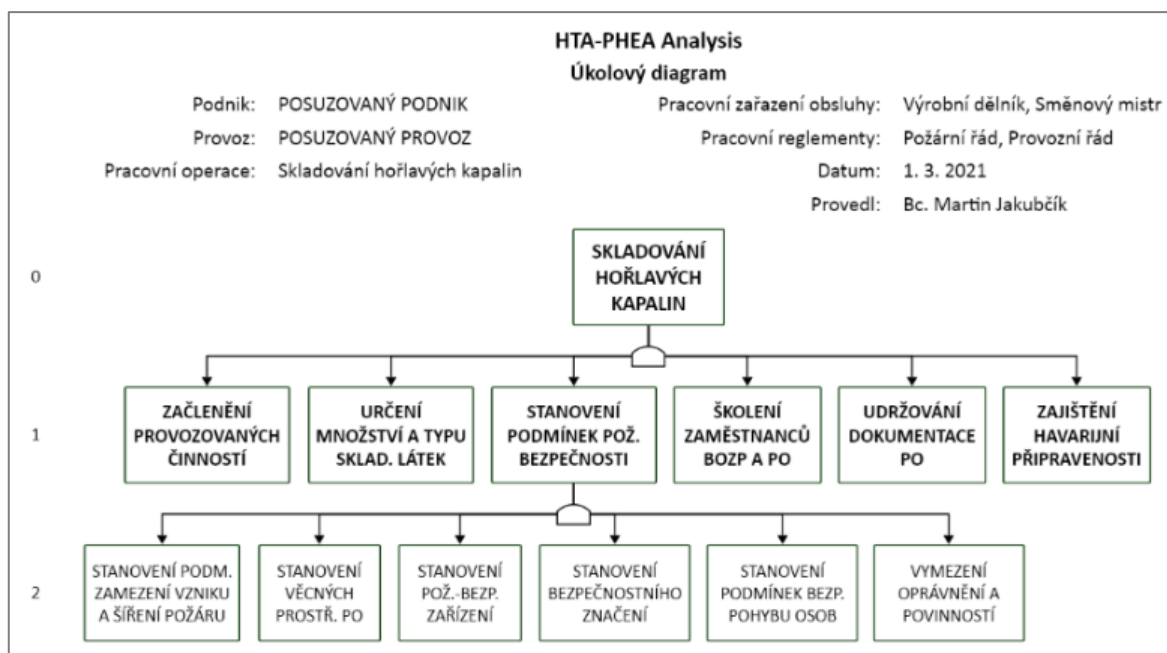 HTA-PHEA Analysis
Úkolový diagram
Podnik: POSUZOVANÝ PODNIK
Pracovní zařazení obsluhy: Výrobní dělník, Směnový mistr
Provoz: POSUZOVANÝ PROVOZ
Pracovní reglementy: Požární řád, Provozní řád
Pracovní operace: Skladování hořlavých kapalin
Datum: 1. 3. 2021
Provedl: Bc. Martin Jakubčík
0
SKLADOVÁNÍ
HOŘLAVÝCH
KAPALIN
1
ZAČLENĚNÍ
PROVOZOVANÝCH
ČINNOSTÍ
URČENÍ
MNOŽSTVÍ A TYPU
SKLAD. LÁTEK
STANOVENÍ
PODMÍNEK POŽ.
BEZPEČNOSTI
ŠKOLENÍ
ZAMĚSTNANCŮ
BOZP A PO
UDRŽOVÁNÍ
DOKUMENTACE
PO
ZAJIŠTĚNÍ
HAVARIJNÍ
PŘIPRAVENOSTI
2
STANOVENÍ PODM.
ZAMEZENÍ VZNIKU
A ŠÍŘENÍ POŽÁRU
STANOVENÍ
VĚCNÝCH
PROSTŘ. PO
STANOVENÍ
POŽ.-BEZP.
ZAŘÍZENÍ
STANOVENÍ
BEZPEČNOSTNÍHO
ZNAČENÍ
STANOVENÍ
PODMÍNEK BEZP.
POHYBU OSOB
VYMEZENÍ
OPRÁVNĚNÍ A
POVINNOSTÍ